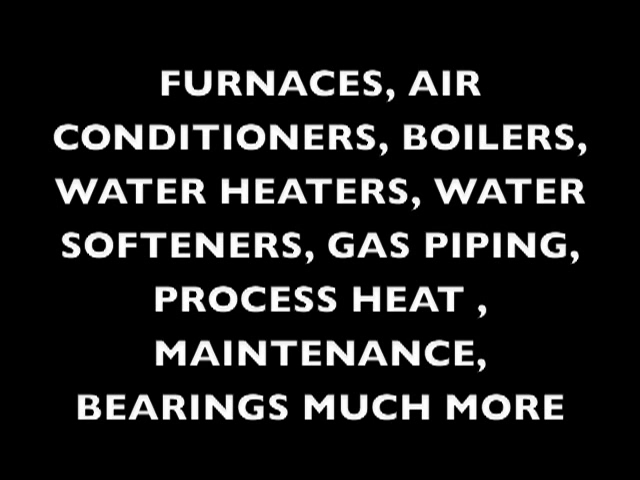 FURNACES, AIR
CONDITIONERS, BOILERS,
WATER HEATERS, WATER
SOFTENERS, GAS PIPING,
PROCESS HEAT ,
MAINTENANCE,
BEARINGS MUCH MORE